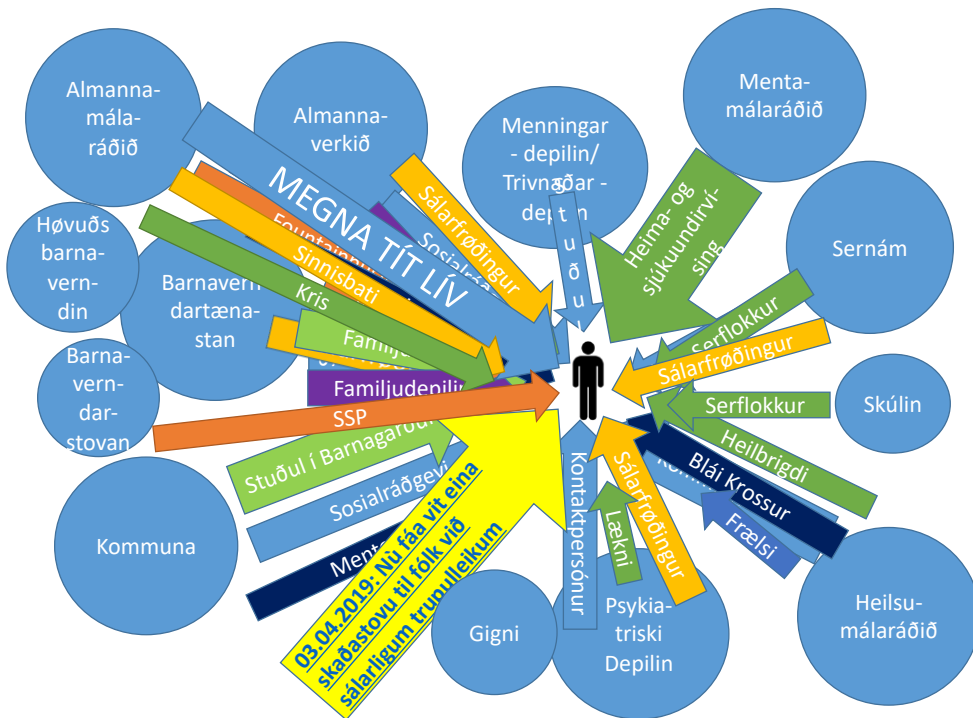 Almanna-
mála-
ráðið
Almanna-
verkið
Menningar
- depilin/
Trivnaðar -
depilin
Menta-
málaráðið
Sernám
Høvuðs
barna-
vern-
din
Barnavern
dartæna-
stan
Barna-
vern-
dar-
stovan
Kommuna
Gigni
Psykia-
triski
Depilin
Heilsu-
málaráðið
Skúlin
MEGNA TÍT LÍV
Sinnisbati
Kris
Sálarfrøðingur
Stuðul
Heima- og
sjúkuundirví-
sing
Serflokkur
Sálarfrøðingur
Serflokkur
Heilbrigdi
Blái Krossur
Frælsi
Sálarfrøðingur
Lækni
Kontaktpersónur
Familjudepilin
SSP
Stuðul í Barnagarði
Sosialráðgevi
03.04.2019: Nú fáa vit eina
skaðastovu til fólk við
sálarligum trupulleikum